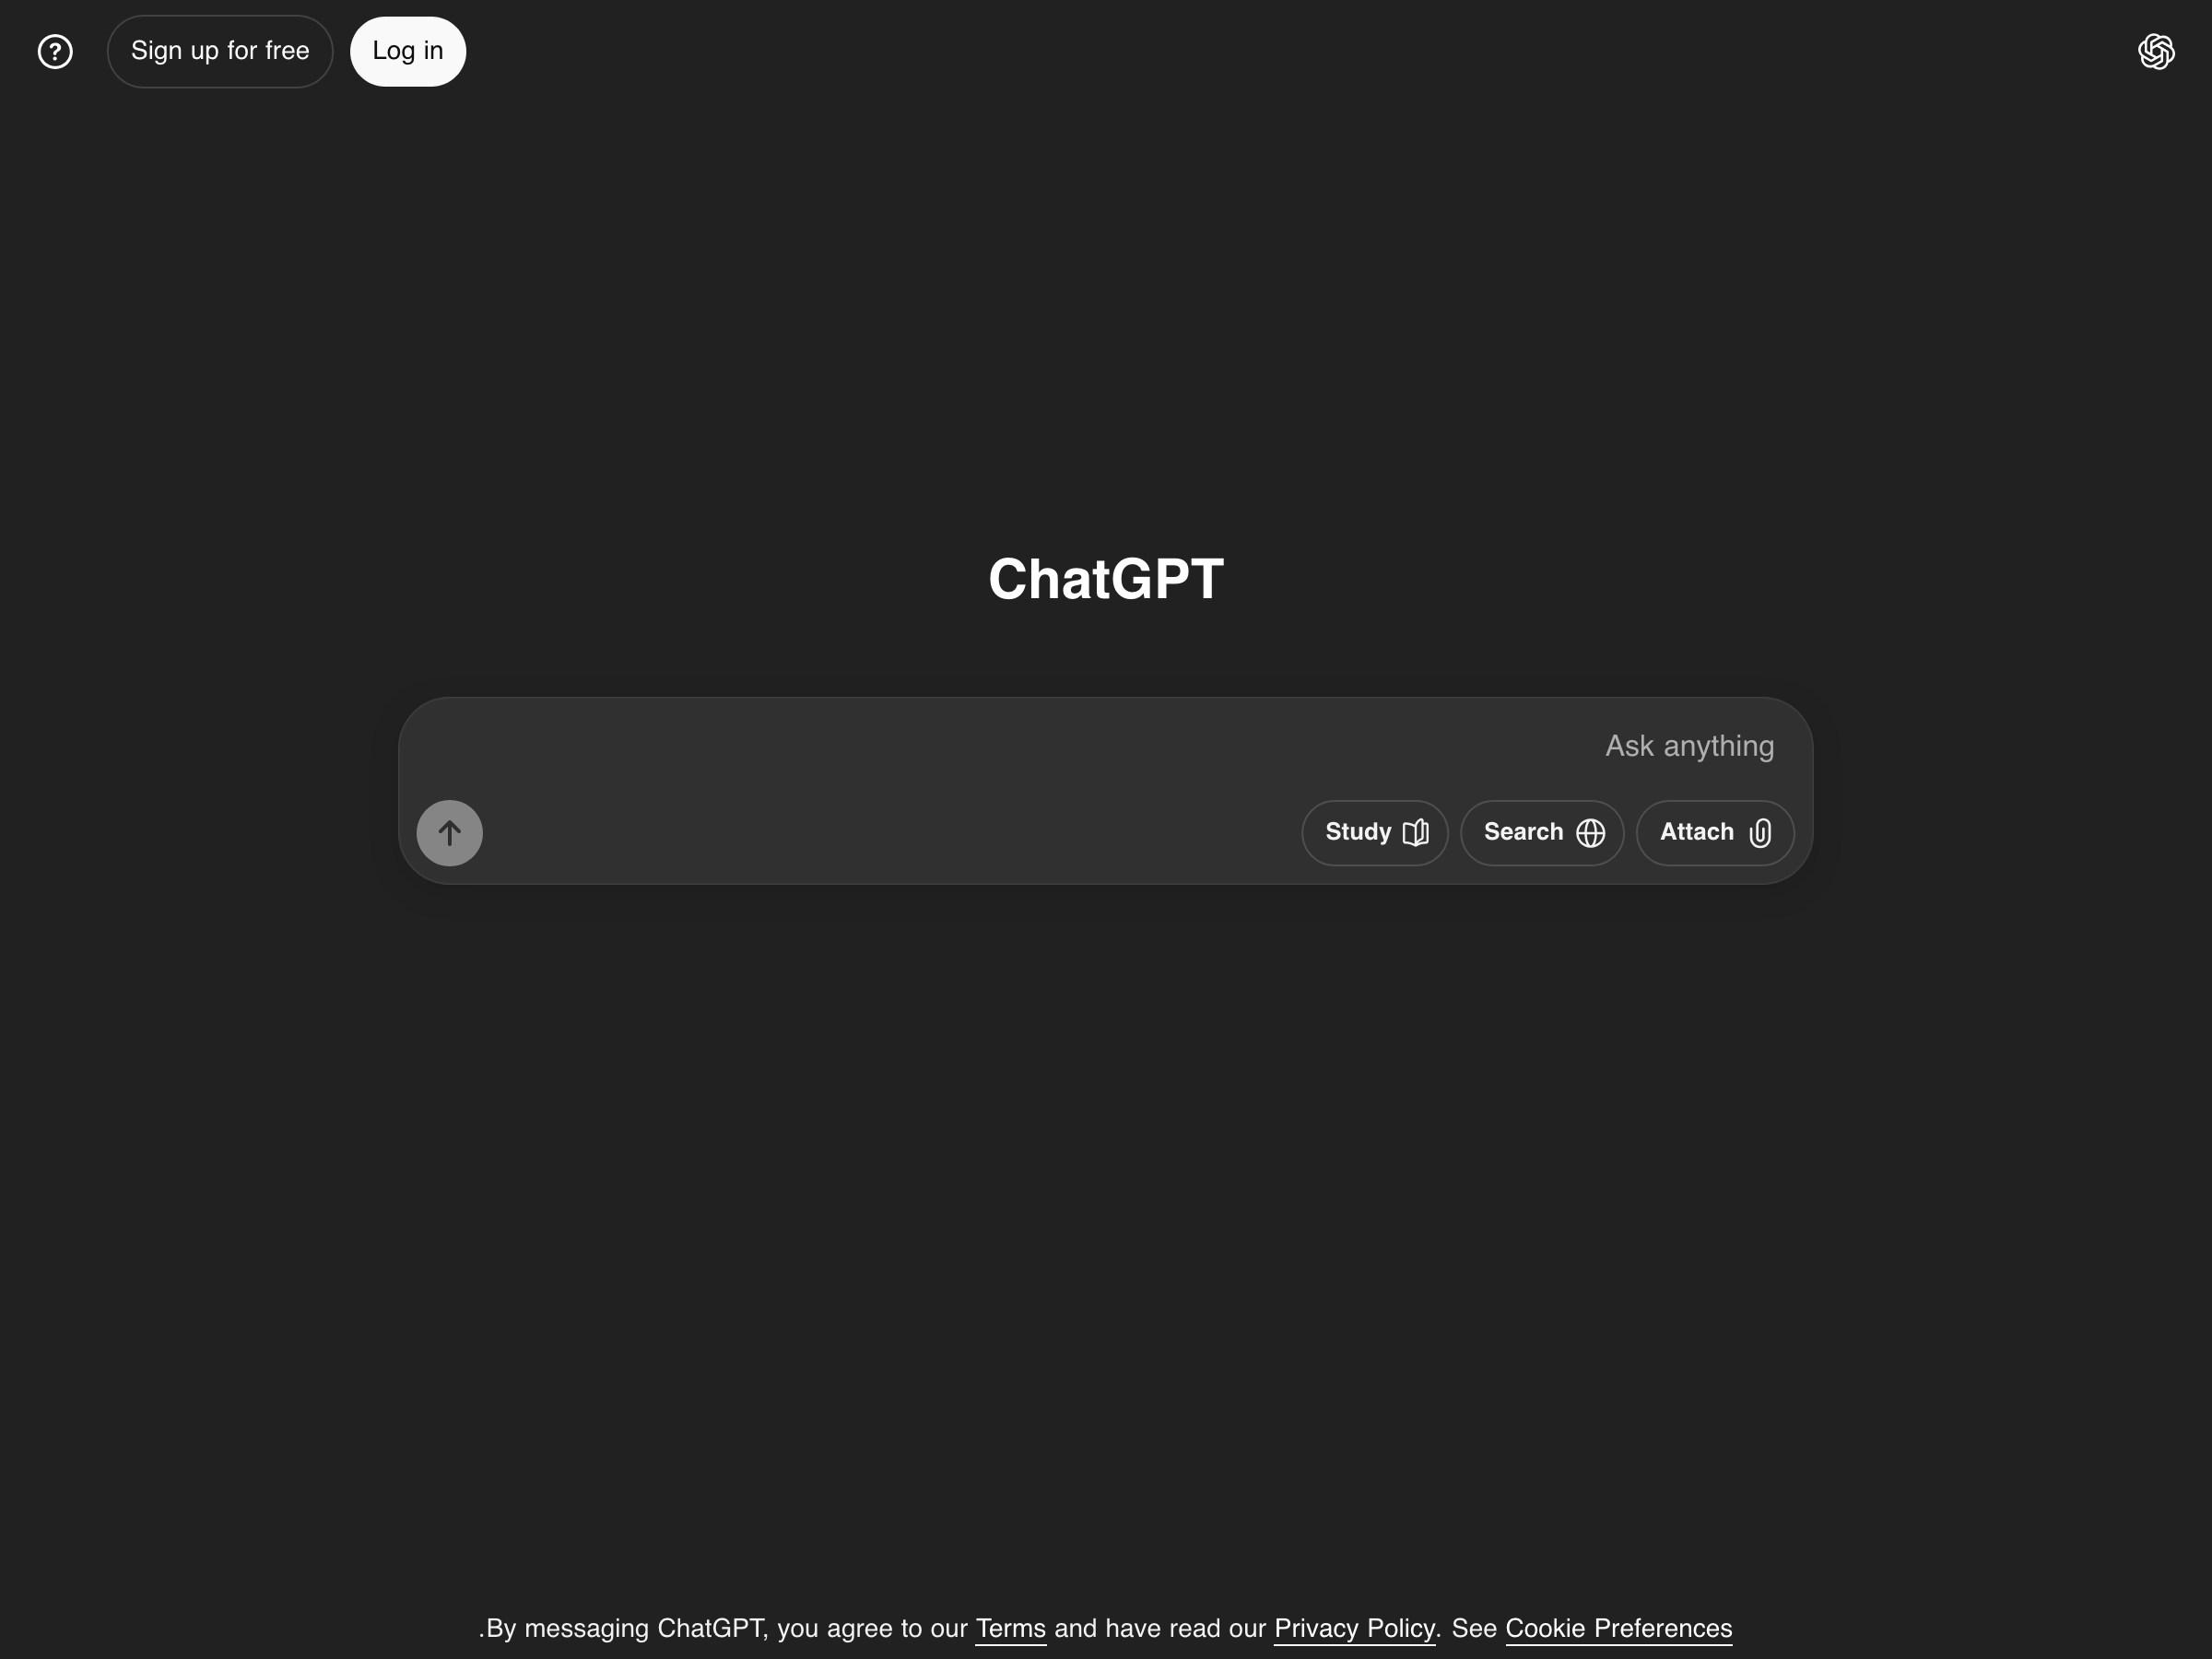 Sign up for free
Log in
ChatGPT
Ask anything
Study
Search
Attach
.By messaging ChatGPT, you agree to our Terms and have read our Privacy Policy. See Cookie Preferences